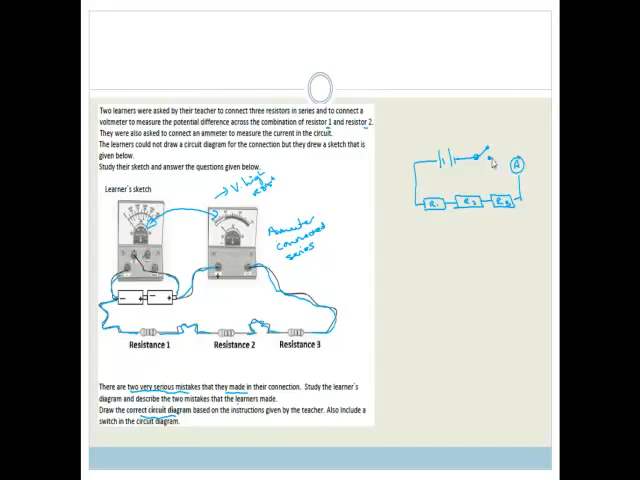 Two learners were asked by their teacher to connect three resistors in series and to connect a
voltmeter to measure the potential difference across the combination of resistor 1 and resistor 2.
They were also asked to connect an ammeter to measure the current in the circuit.
The learners could not draw a circuit diagram for the connection but they drew a sketch that is
given below.
Study their sketch and answer the questions given below.
Learner's sketch
→ V. high
Ammeter
connected
series
A
R1 R2 R3
Resistance 1 Resistance 2 Resistance 3
There are two very serious mistakes that they made in their connection. Study the learner's
diagram and describe the two mistakes that the learners made.
Draw the correct circuit diagram based on the instructions given by the teacher. Also include a
switch in the circuit diagram.